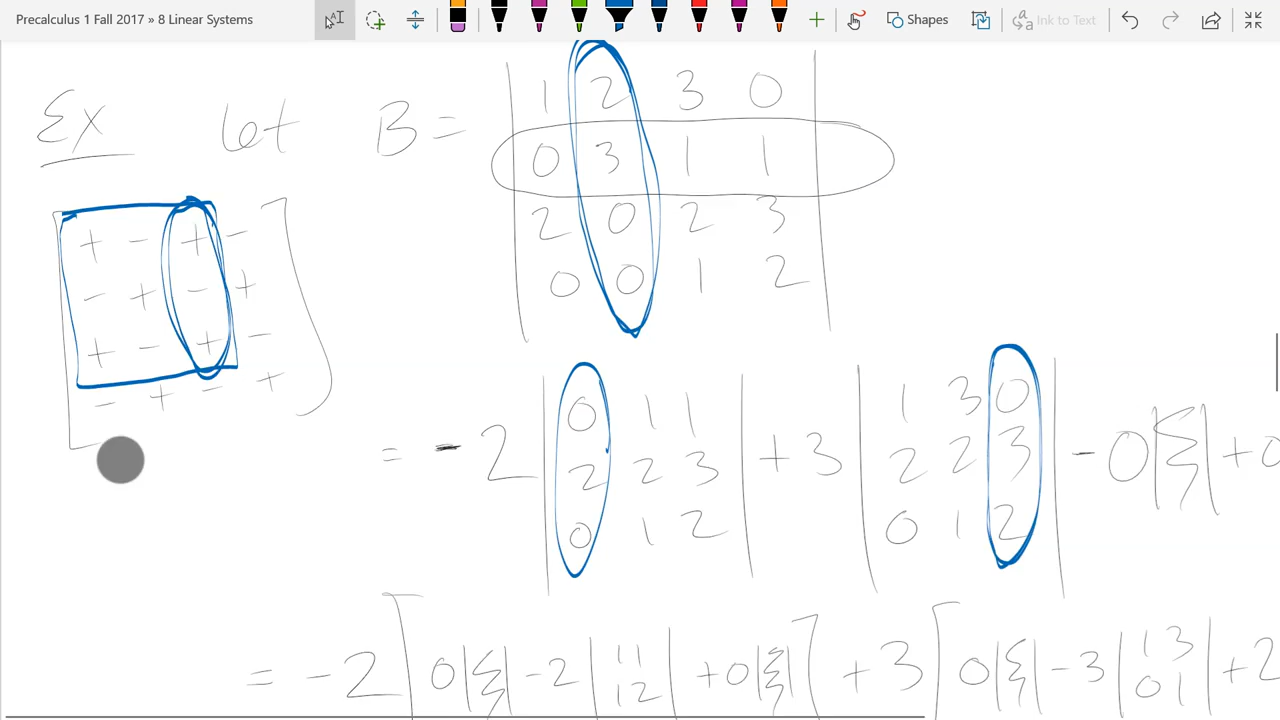 Precalculus 1 Fall 2017 » 8 Linear Systems
Shapes
Ink to Text
Ex let B =
1 2 3 0
0 3 1 1
2 0 2 3
0 0 1 2
+ - + -
- + - +
+ - + -
- + - +
= -2 | 0 1 1 | + 3 | 1 3 0 | - 0 | ξ | + 0
2 2 3 2 2 3
0 1 2 0 1 2
= -2 [ 0 | ξ | - 2 | 1 1 | + 0 | ξ | ] + 3 [ 0 | ξ | - 3 | 1 3 | + 2
1 2 0 1